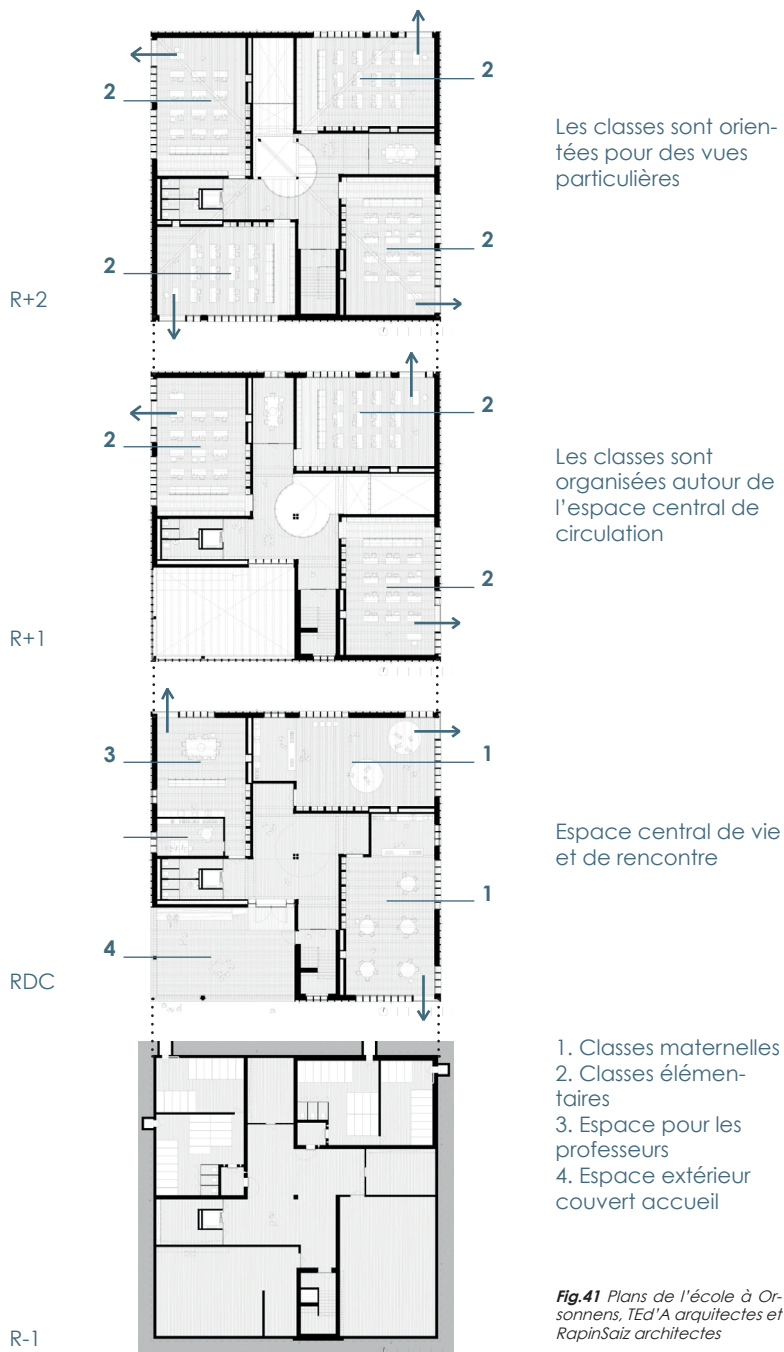 2
2
Les classes sont orien-
tées pour des vues
particulières
2
2
R+2
2
2
Les classes sont
organisées autour de
l'espace central de
circulation
2
R+1
3
1
Espace central de vie
et de rencontre
1
4
RDC
1. Classes maternelles
2. Classes élémen-
taires
3. Espace pour les
professeurs
4. Espace extérieur
couvert accueil
Fig.41 Plans de l'école à Or-
sonnens, TEd'A arquitectes et
RapinSaiz architectes
R-1